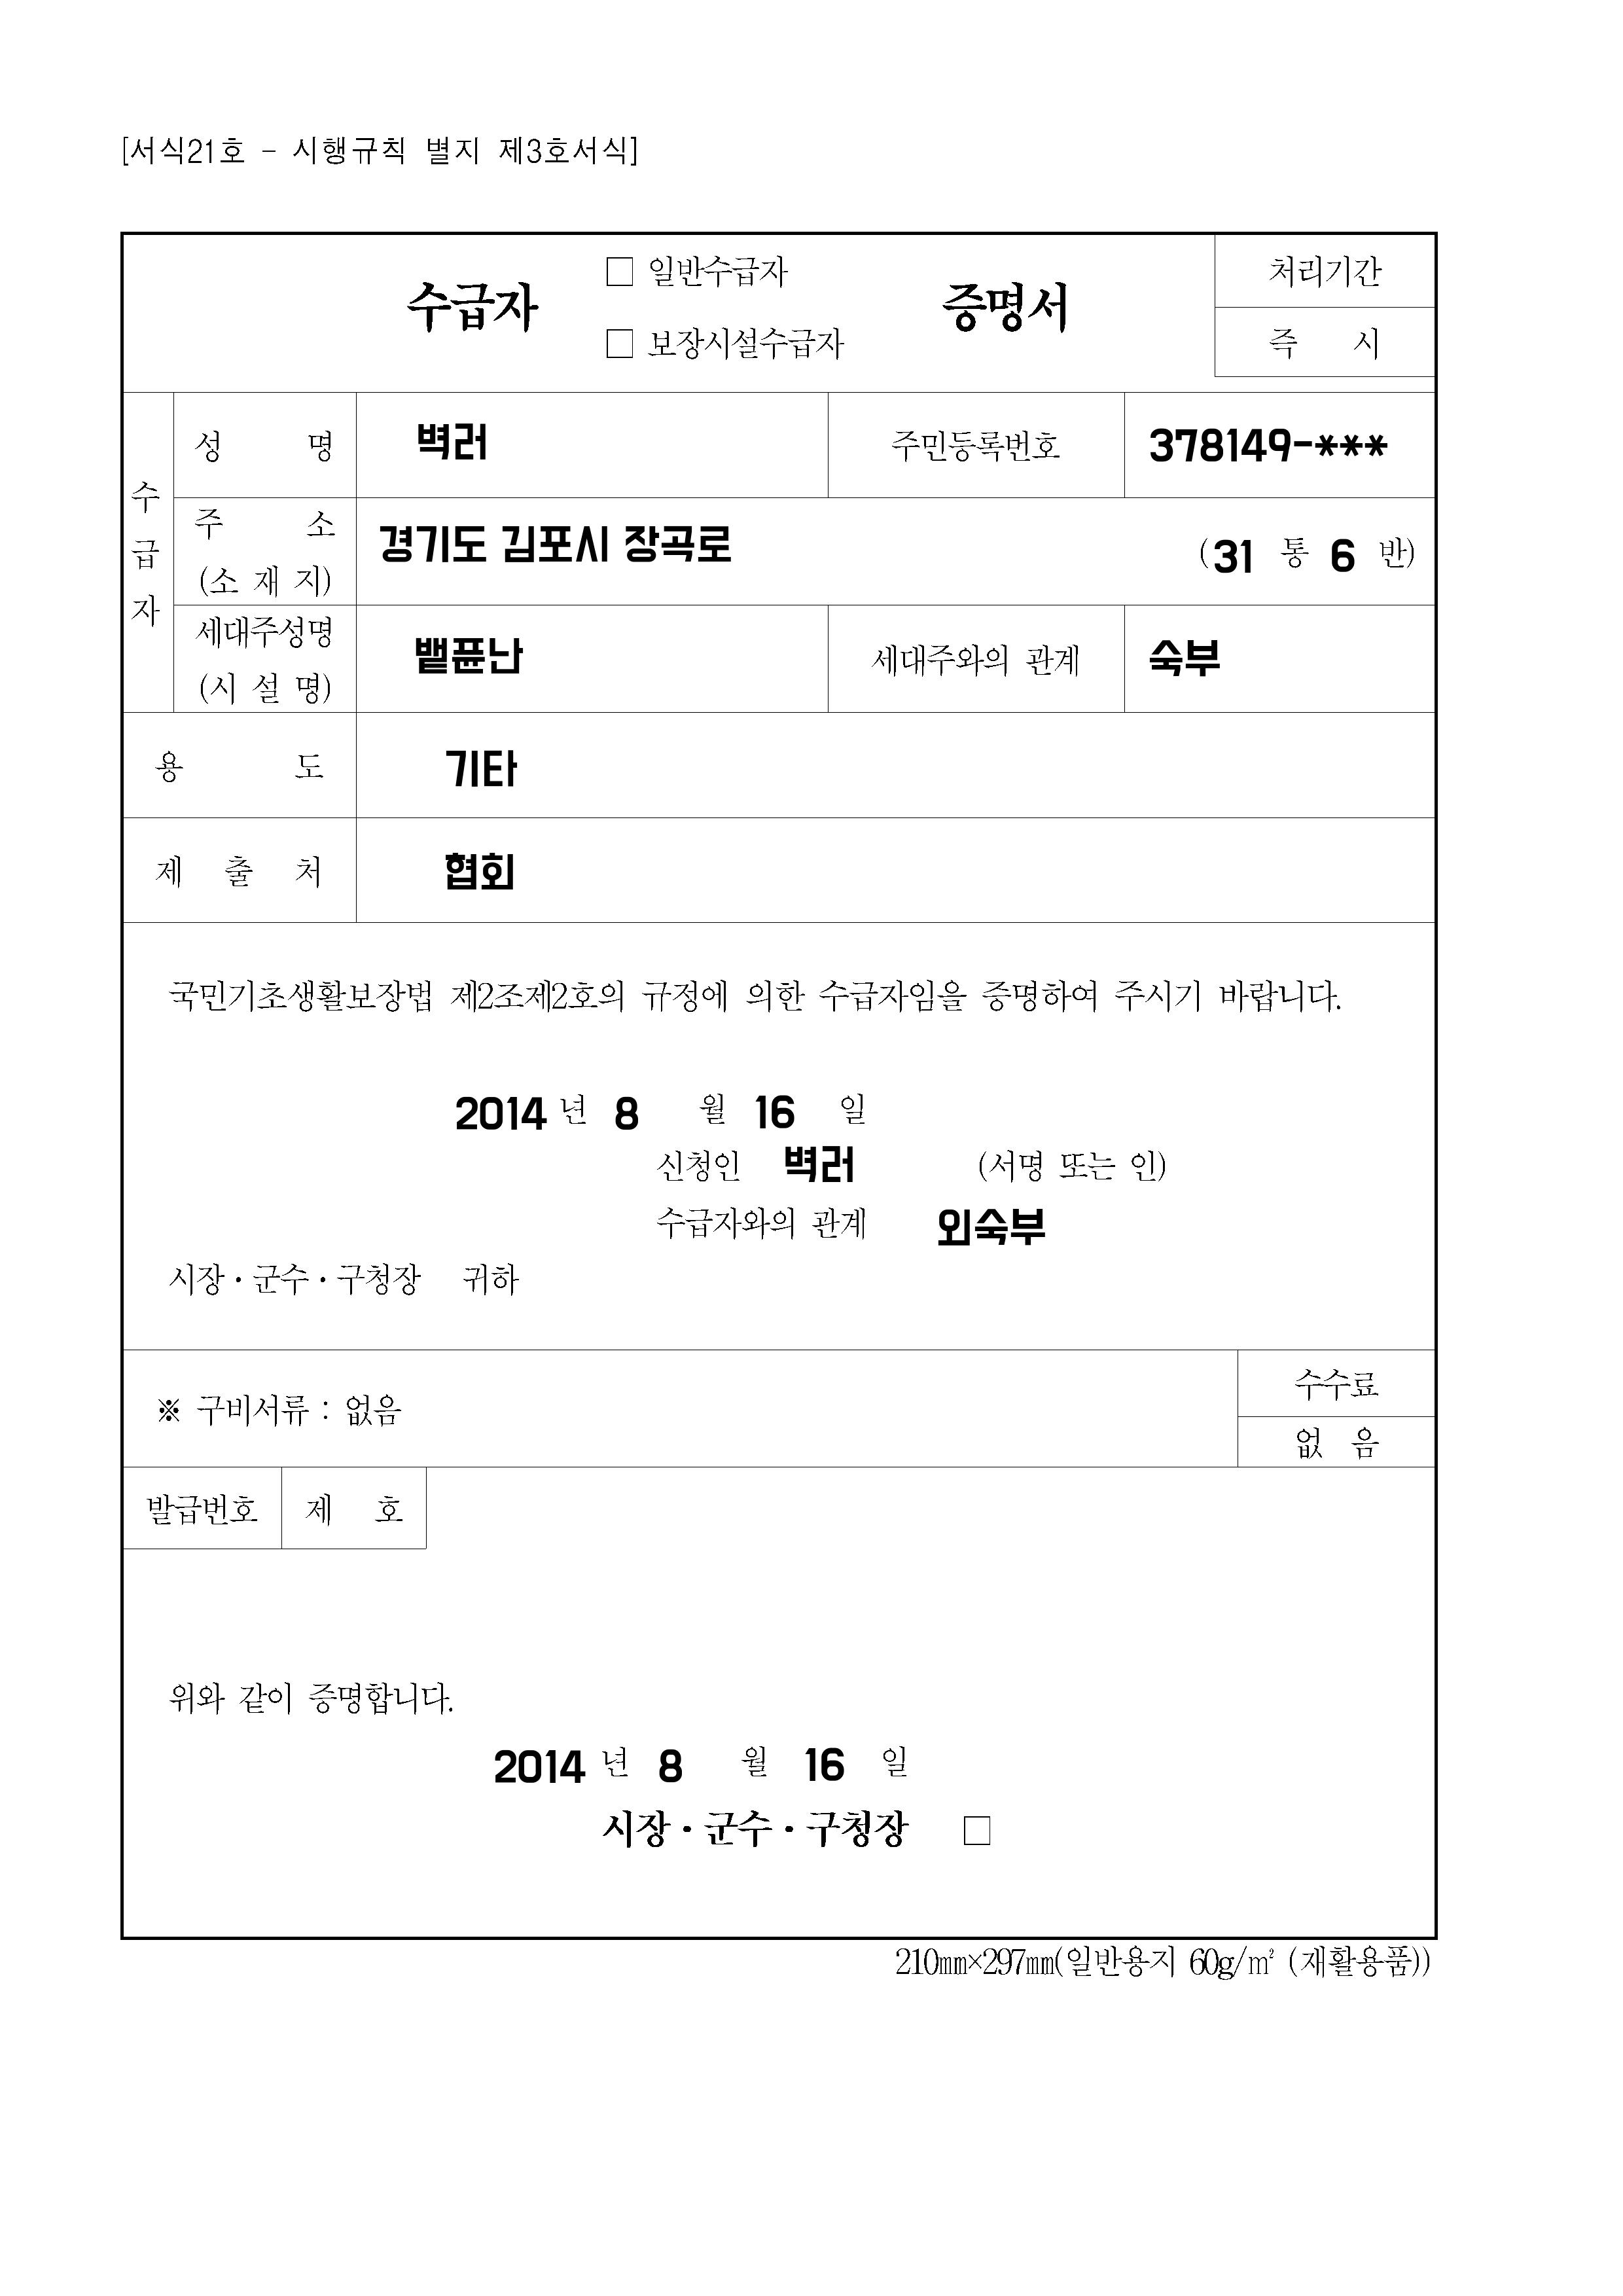 [서식21호 - 시행규칙 별지 제3호서식]
수급자 □ 일반수급자 □ 보장시설수급자 증명서
처리기간
즉 시
수급자
성 명 벽러 주민등록번호 378149-***
주 소 (소 재 지) 경기도 김포시 장곡로 (31 통 6 반)
세대주성명 (시 설 명) 뱉퓬난 세대주와의 관계 숙부
용 도 기타
제 출 처 협회
국민기초생활보장법 제2조제2호의 규정에 의한 수급자임을 증명하여 주시기 바랍니다.
2014 년 8 월 16 일
신청인 벽러 (서명 또는 인)
수급자와의 관계 외숙부
시장·군수·구청장 귀하
※ 구비서류 : 없음
수수료
없 음
발급번호 제 호
위와 같이 증명합니다.
2014 년 8 월 16 일
시장·군수·구청장 □
210㎜×297㎜(일반용지 60g/㎡ (재활용품))